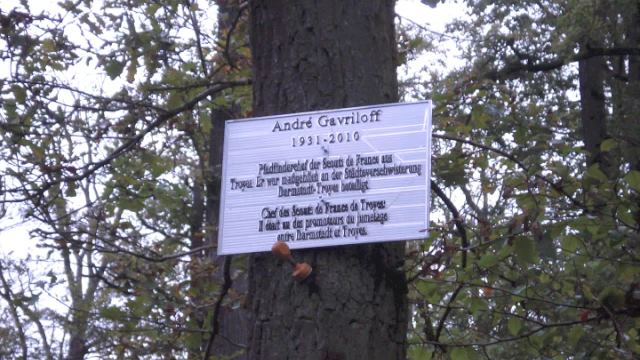 André Gavriloff
1931-2010
Pfadfinderchef der Scouts de France aus
Troyes. Er war maßgeblich an der Städteverschwisterung
Darmstadt-Troyes beteiligt.
Chef des Scouts de France de Troyes:
Il était un des promoteurs du jumelage
entre Darmstadt et Troyes.